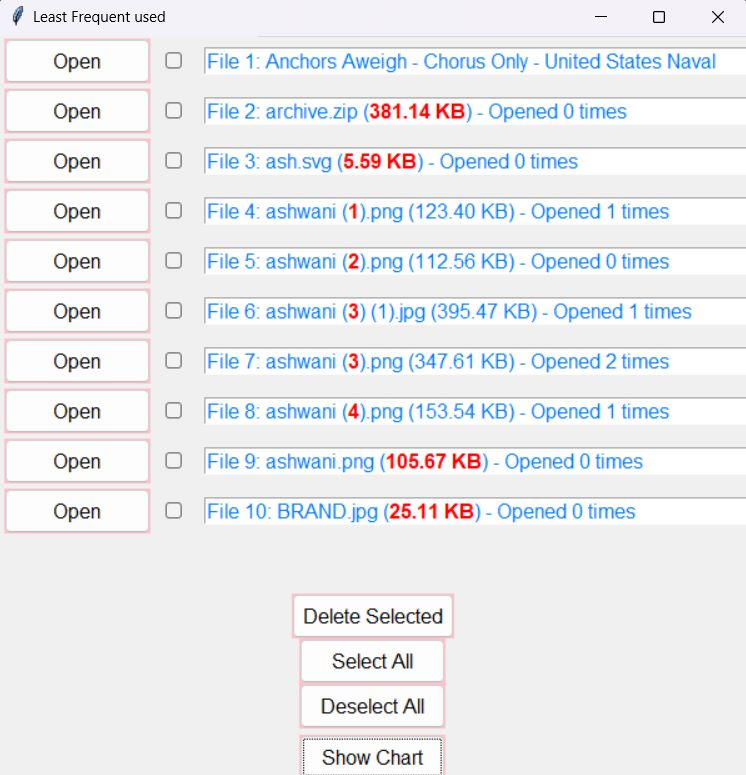 Least Frequent used
Open File 1: Anchors Aweigh - Chorus Only - United States Naval
Open File 2: archive.zip (381.14 KB) - Opened 0 times
Open File 3: ash.svg (5.59 KB) - Opened 0 times
Open File 4: ashwani (1).png (123.40 KB) - Opened 1 times
Open File 5: ashwani (2).png (112.56 KB) - Opened 0 times
Open File 6: ashwani (3) (1).jpg (395.47 KB) - Opened 1 times
Open File 7: ashwani (3).png (347.61 KB) - Opened 2 times
Open File 8: ashwani (4).png (153.54 KB) - Opened 1 times
Open File 9: ashwani.png (105.67 KB) - Opened 0 times
Open File 10: BRAND.jpg (25.11 KB) - Opened 0 times
Delete Selected
Select All
Deselect All
Show Chart